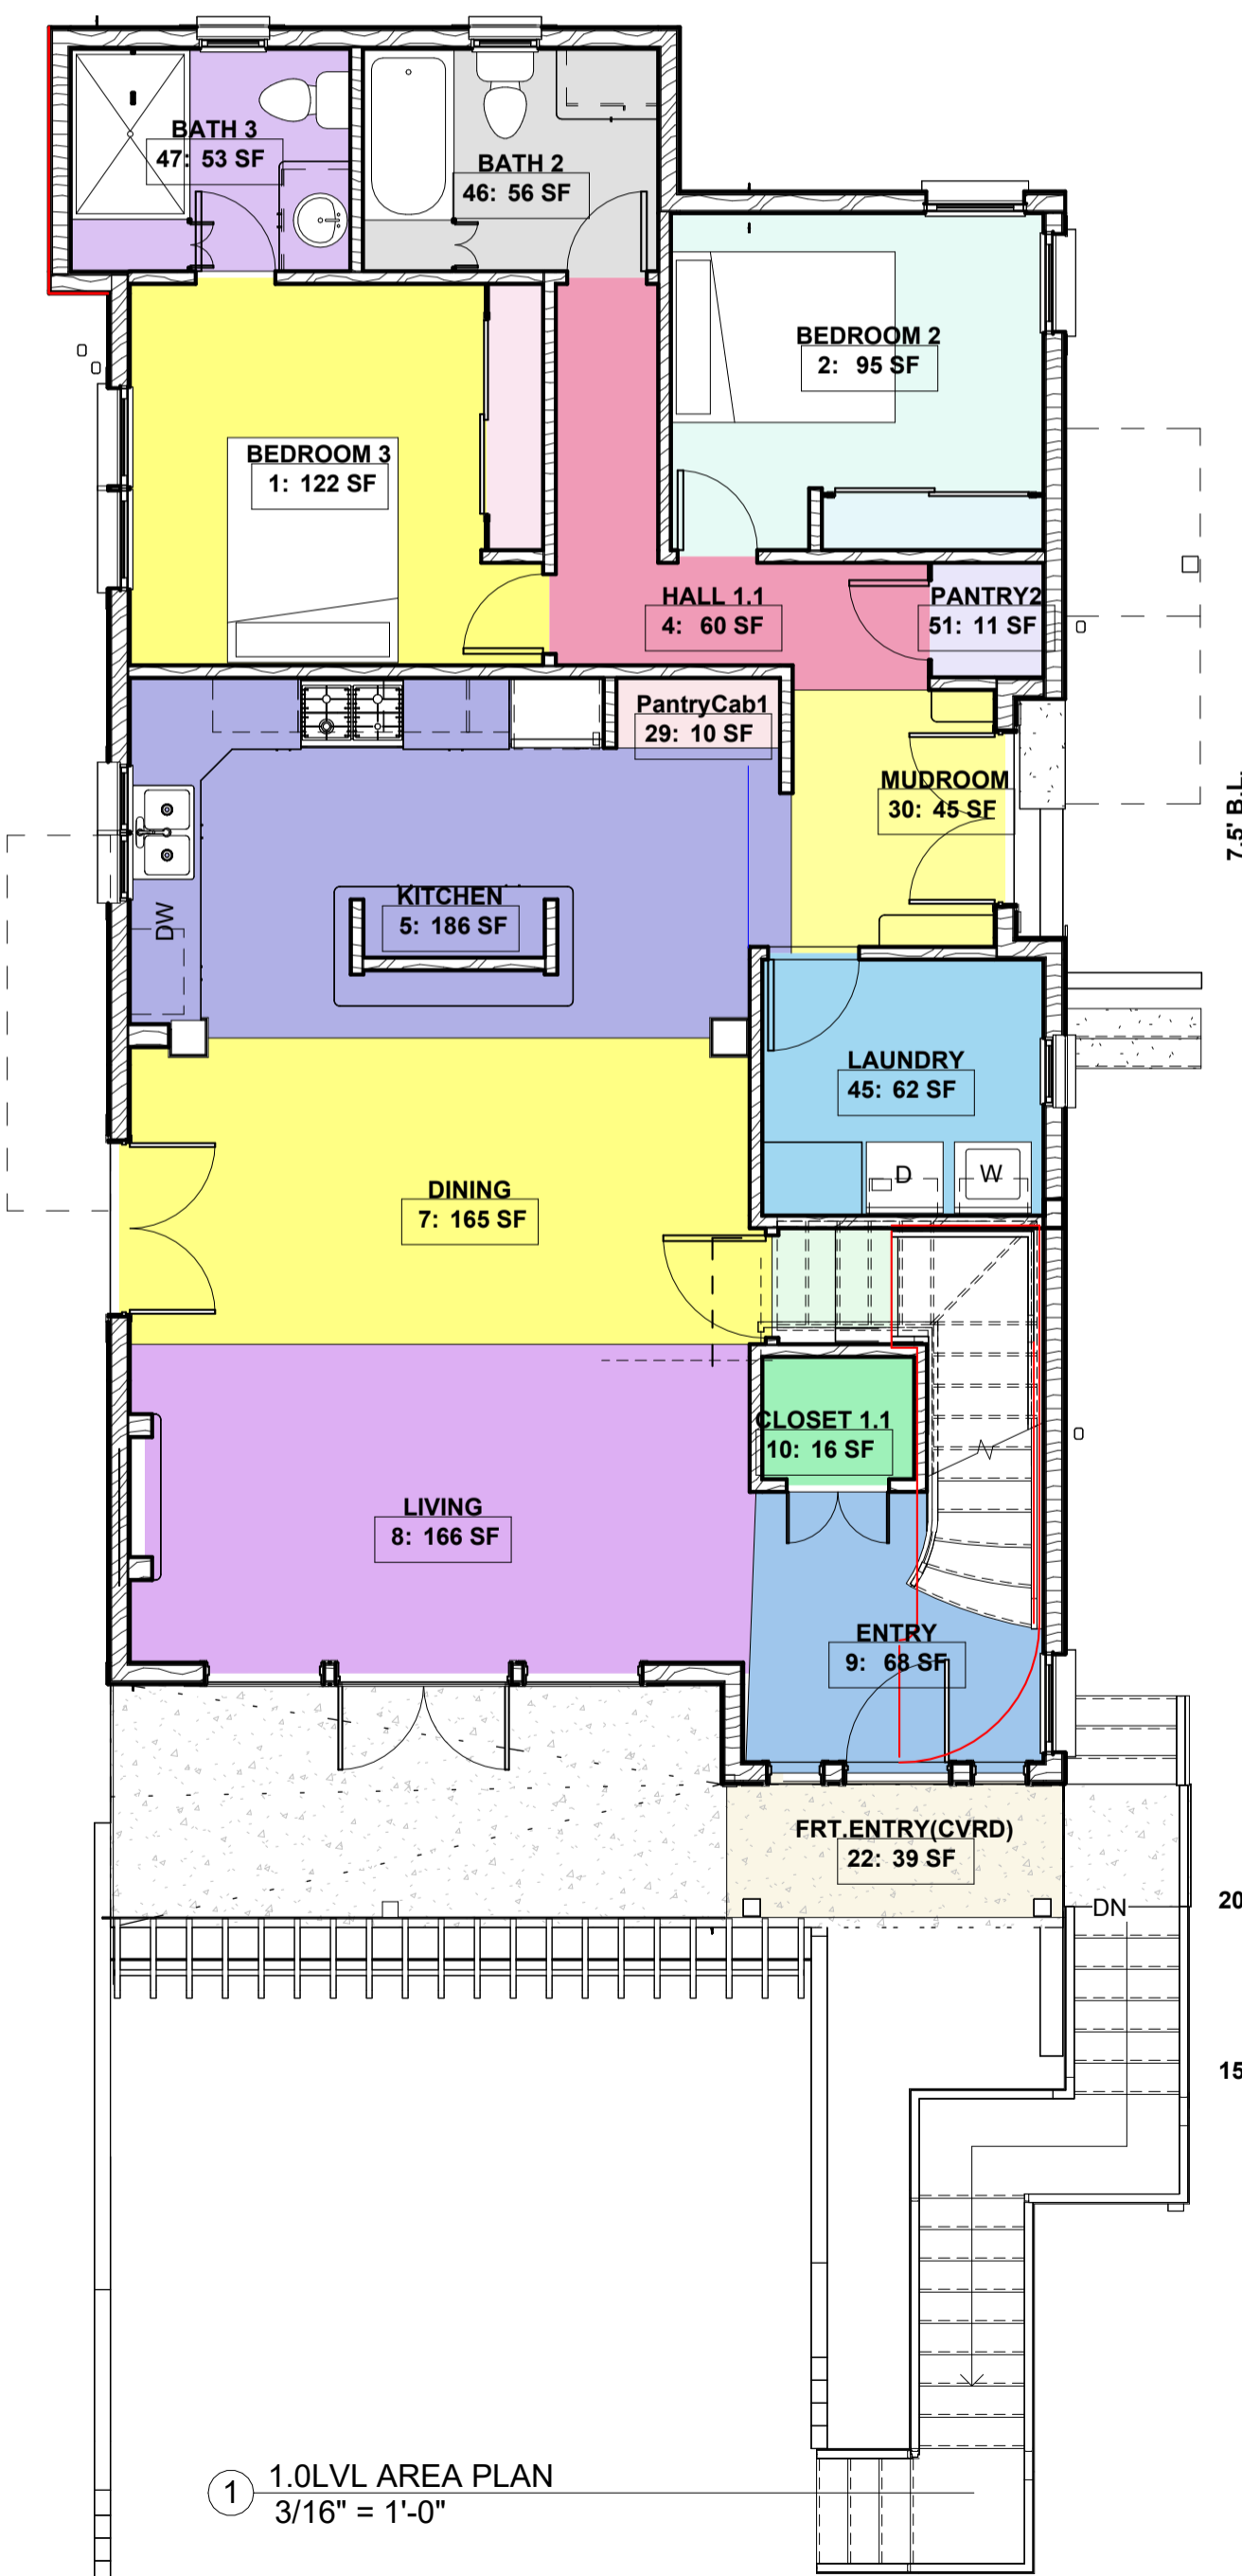 BATH 3
47: 53 SF
BATH 2
46: 56 SF
BEDROOM 2
2: 95 SF
BEDROOM 3
1: 122 SF
HALL 1.1
4: 60 SF
PANTRY2
51: 11 SF
PantryCab1
29: 10 SF
MUDROOM
30: 45 SF
7.5' B.L.
KITCHEN
5: 186 SF
DW
LAUNDRY
45: 62 SF
D
W
DINING
7: 165 SF
CLOSET 1.1
10: 16 SF
LIVING
8: 166 SF
ENTRY
9: 68 SF
FRT.ENTRY(CVRD)
22: 39 SF
DN
20
15
1
1.0LVL AREA PLAN
3/16" = 1'-0"